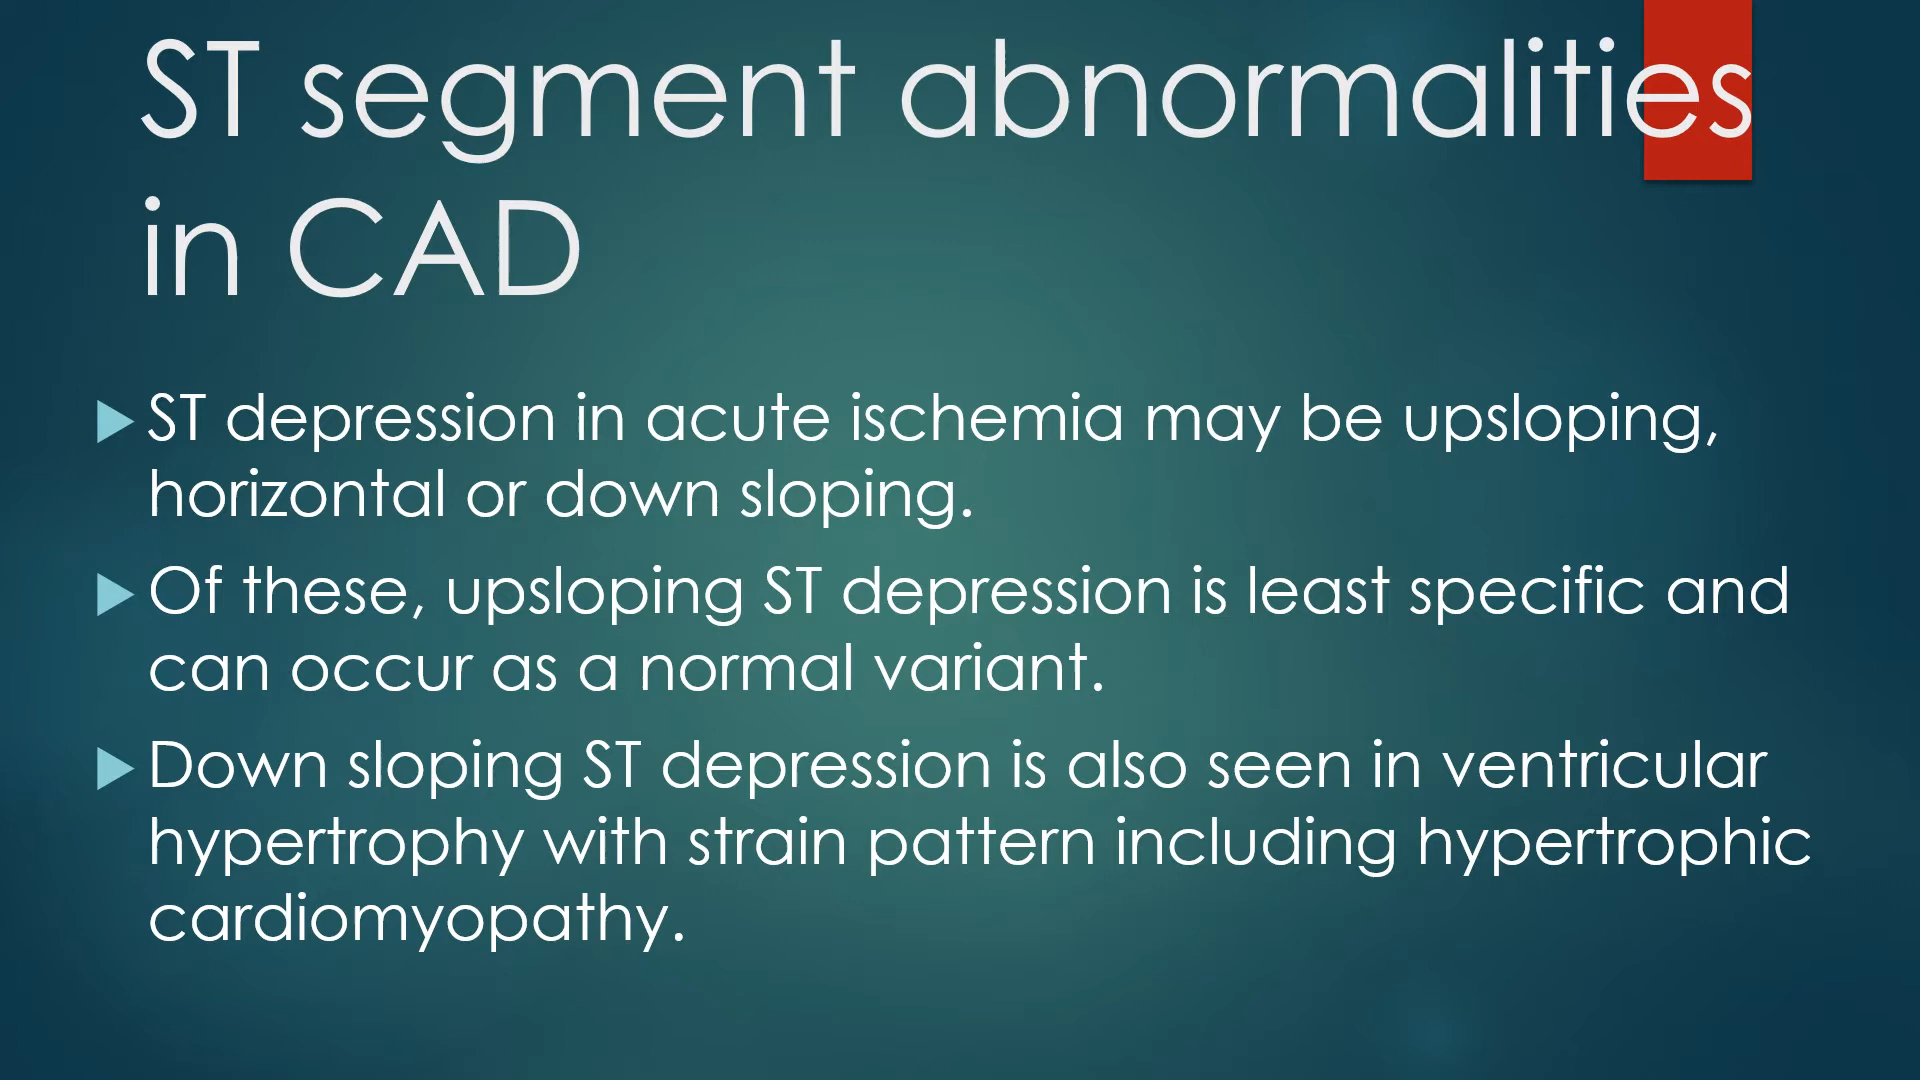 ST segment abnormalities
in CAD
ST depression in acute ischemia may be upsloping,
horizontal or down sloping.
Of these, upsloping ST depression is least specific and
can occur as a normal variant.
Down sloping ST depression is also seen in ventricular
hypertrophy with strain pattern including hypertrophic
cardiomyopathy.